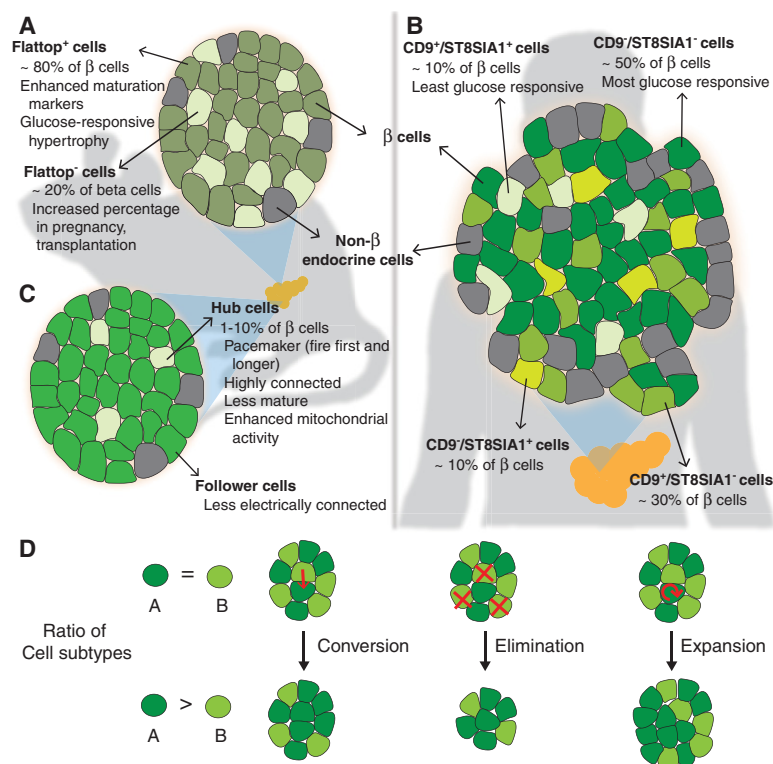 A
Flattop⁺ cells
~ 80% of β cells
Enhanced maturation
markers
Glucose-responsive
hypertrophy
Flattop⁻ cells
~ 20% of beta cells
Increased percentage
in pregnancy,
transplantation
β cells
Non-β
endocrine cells
B
CD9⁺/ST8SIA1⁺ cells
~ 10% of β cells
Least glucose responsive
CD9⁻/ST8SIA1⁻ cells
~ 50% of β cells
Most glucose responsive
CD9⁻/ST8SIA1⁺ cells
~ 10% of β cells
CD9⁺/ST8SIA1⁻ cells
~ 30% of β cells
C
Hub cells
1-10% of β cells
Pacemaker (fire first and
longer)
Highly connected
Less mature
Enhanced mitochondrial
activity
Follower cells
Less electrically connected
D
Ratio of
Cell subtypes
=
A B
Conversion
Elimination
Expansion
>
A B